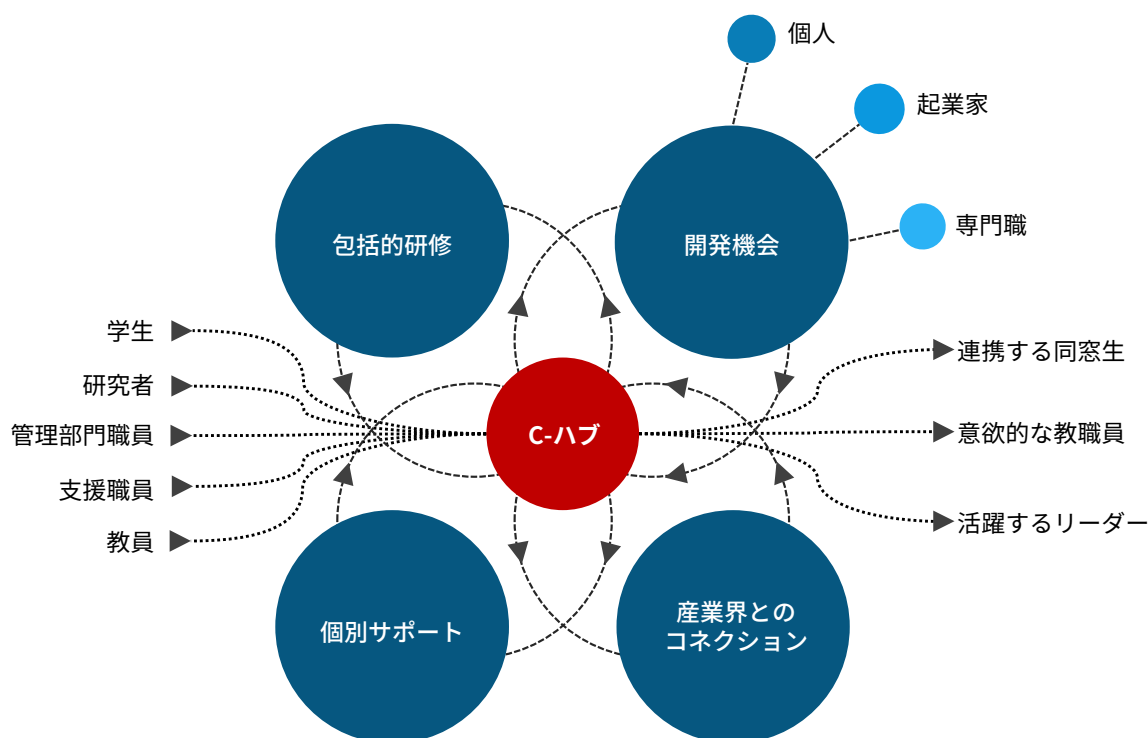 個人
起業家
専門職
包括的研修
開発機会
学生
研究者
管理部門職員
支援職員
教員
C-ハブ
連携する同窓生
意欲的な教職員
活躍するリーダー
個別サポート
産業界との
コネクション